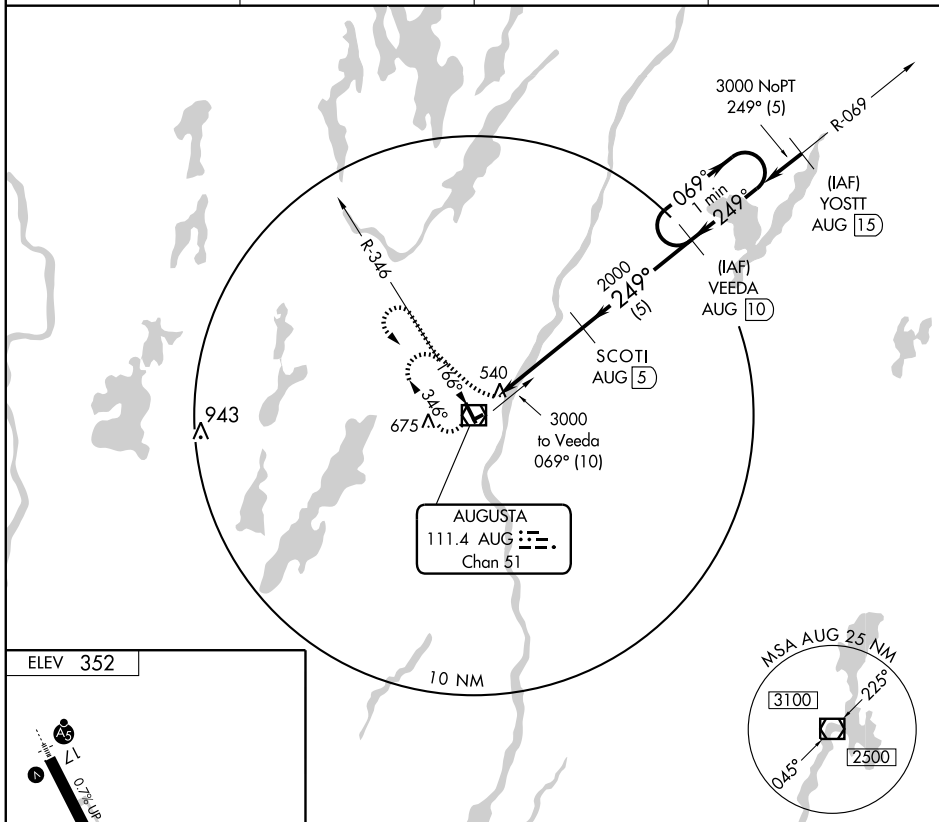 3000 NoPT
249° (5)
R-069
(IAF)
YOSTT
AUG 15
069°
1 min
249°
(IAF)
VEEDA
AUG 10
R-346
2000
249°
(5)
SCOTI
AUG 5
166°
346°
540
943
675
3000
to Veeda
069° (10)
AUGUSTA
111.4 AUG
Chan 51
10 NM
MSA AUG 25 NM
3100
225°
2500
045°
ELEV 352
A5
17
V
0.7% UP